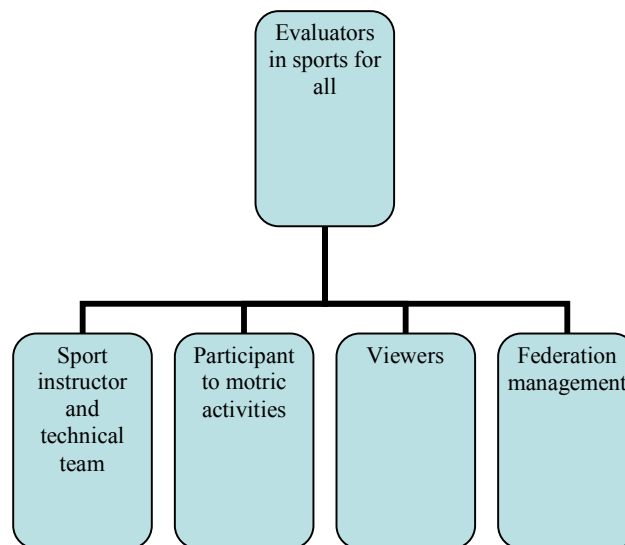 Evaluators
in sports for
all
Sport
instructor
and
technical
team
Participant
to motric
activities
Viewers
Federation
management